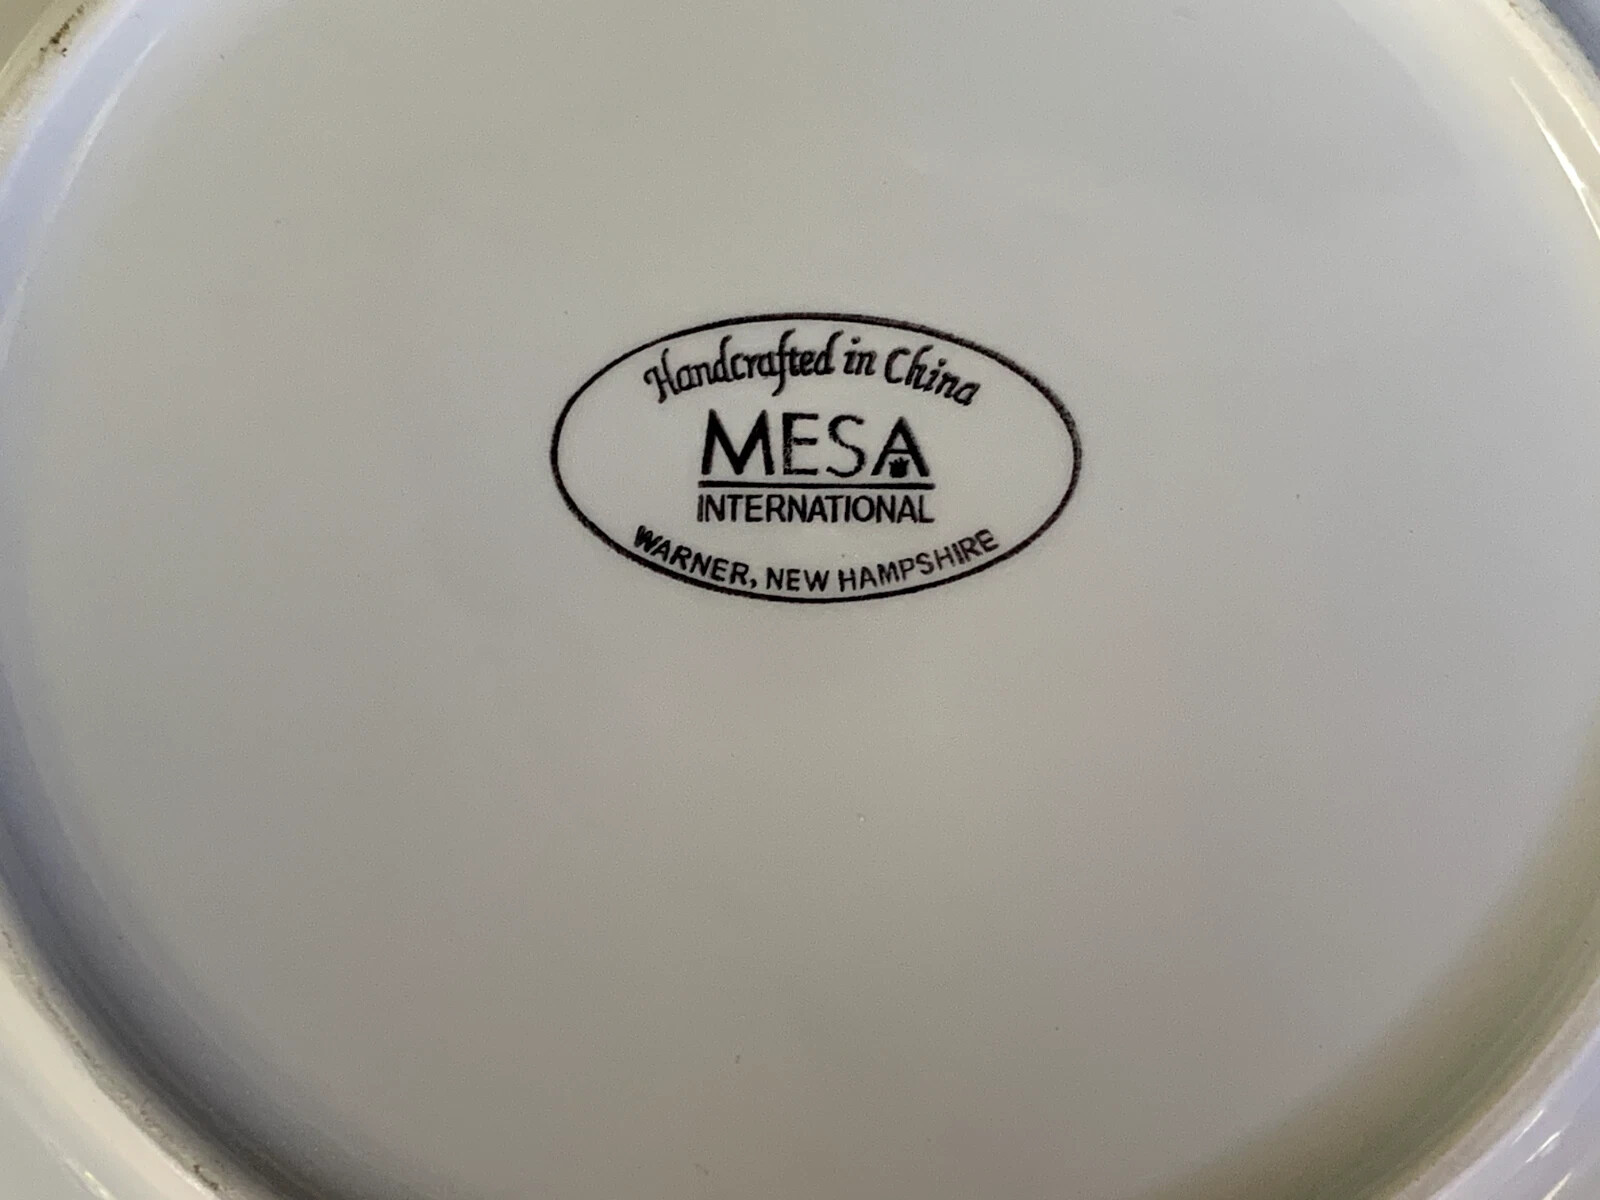 Handcrafted in China
MESA
INTERNATIONAL
WARNER, NEW HAMPSHIRE